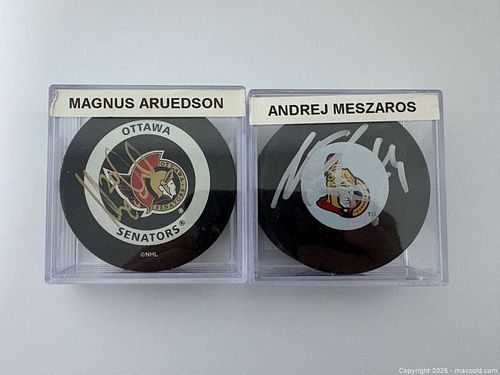 MAGNUS ARUEDSON
OTTAWA
SENATORS®
©NHL
ANDREJ MESZAROS
TM
Copyright 2026 - maxsold.com